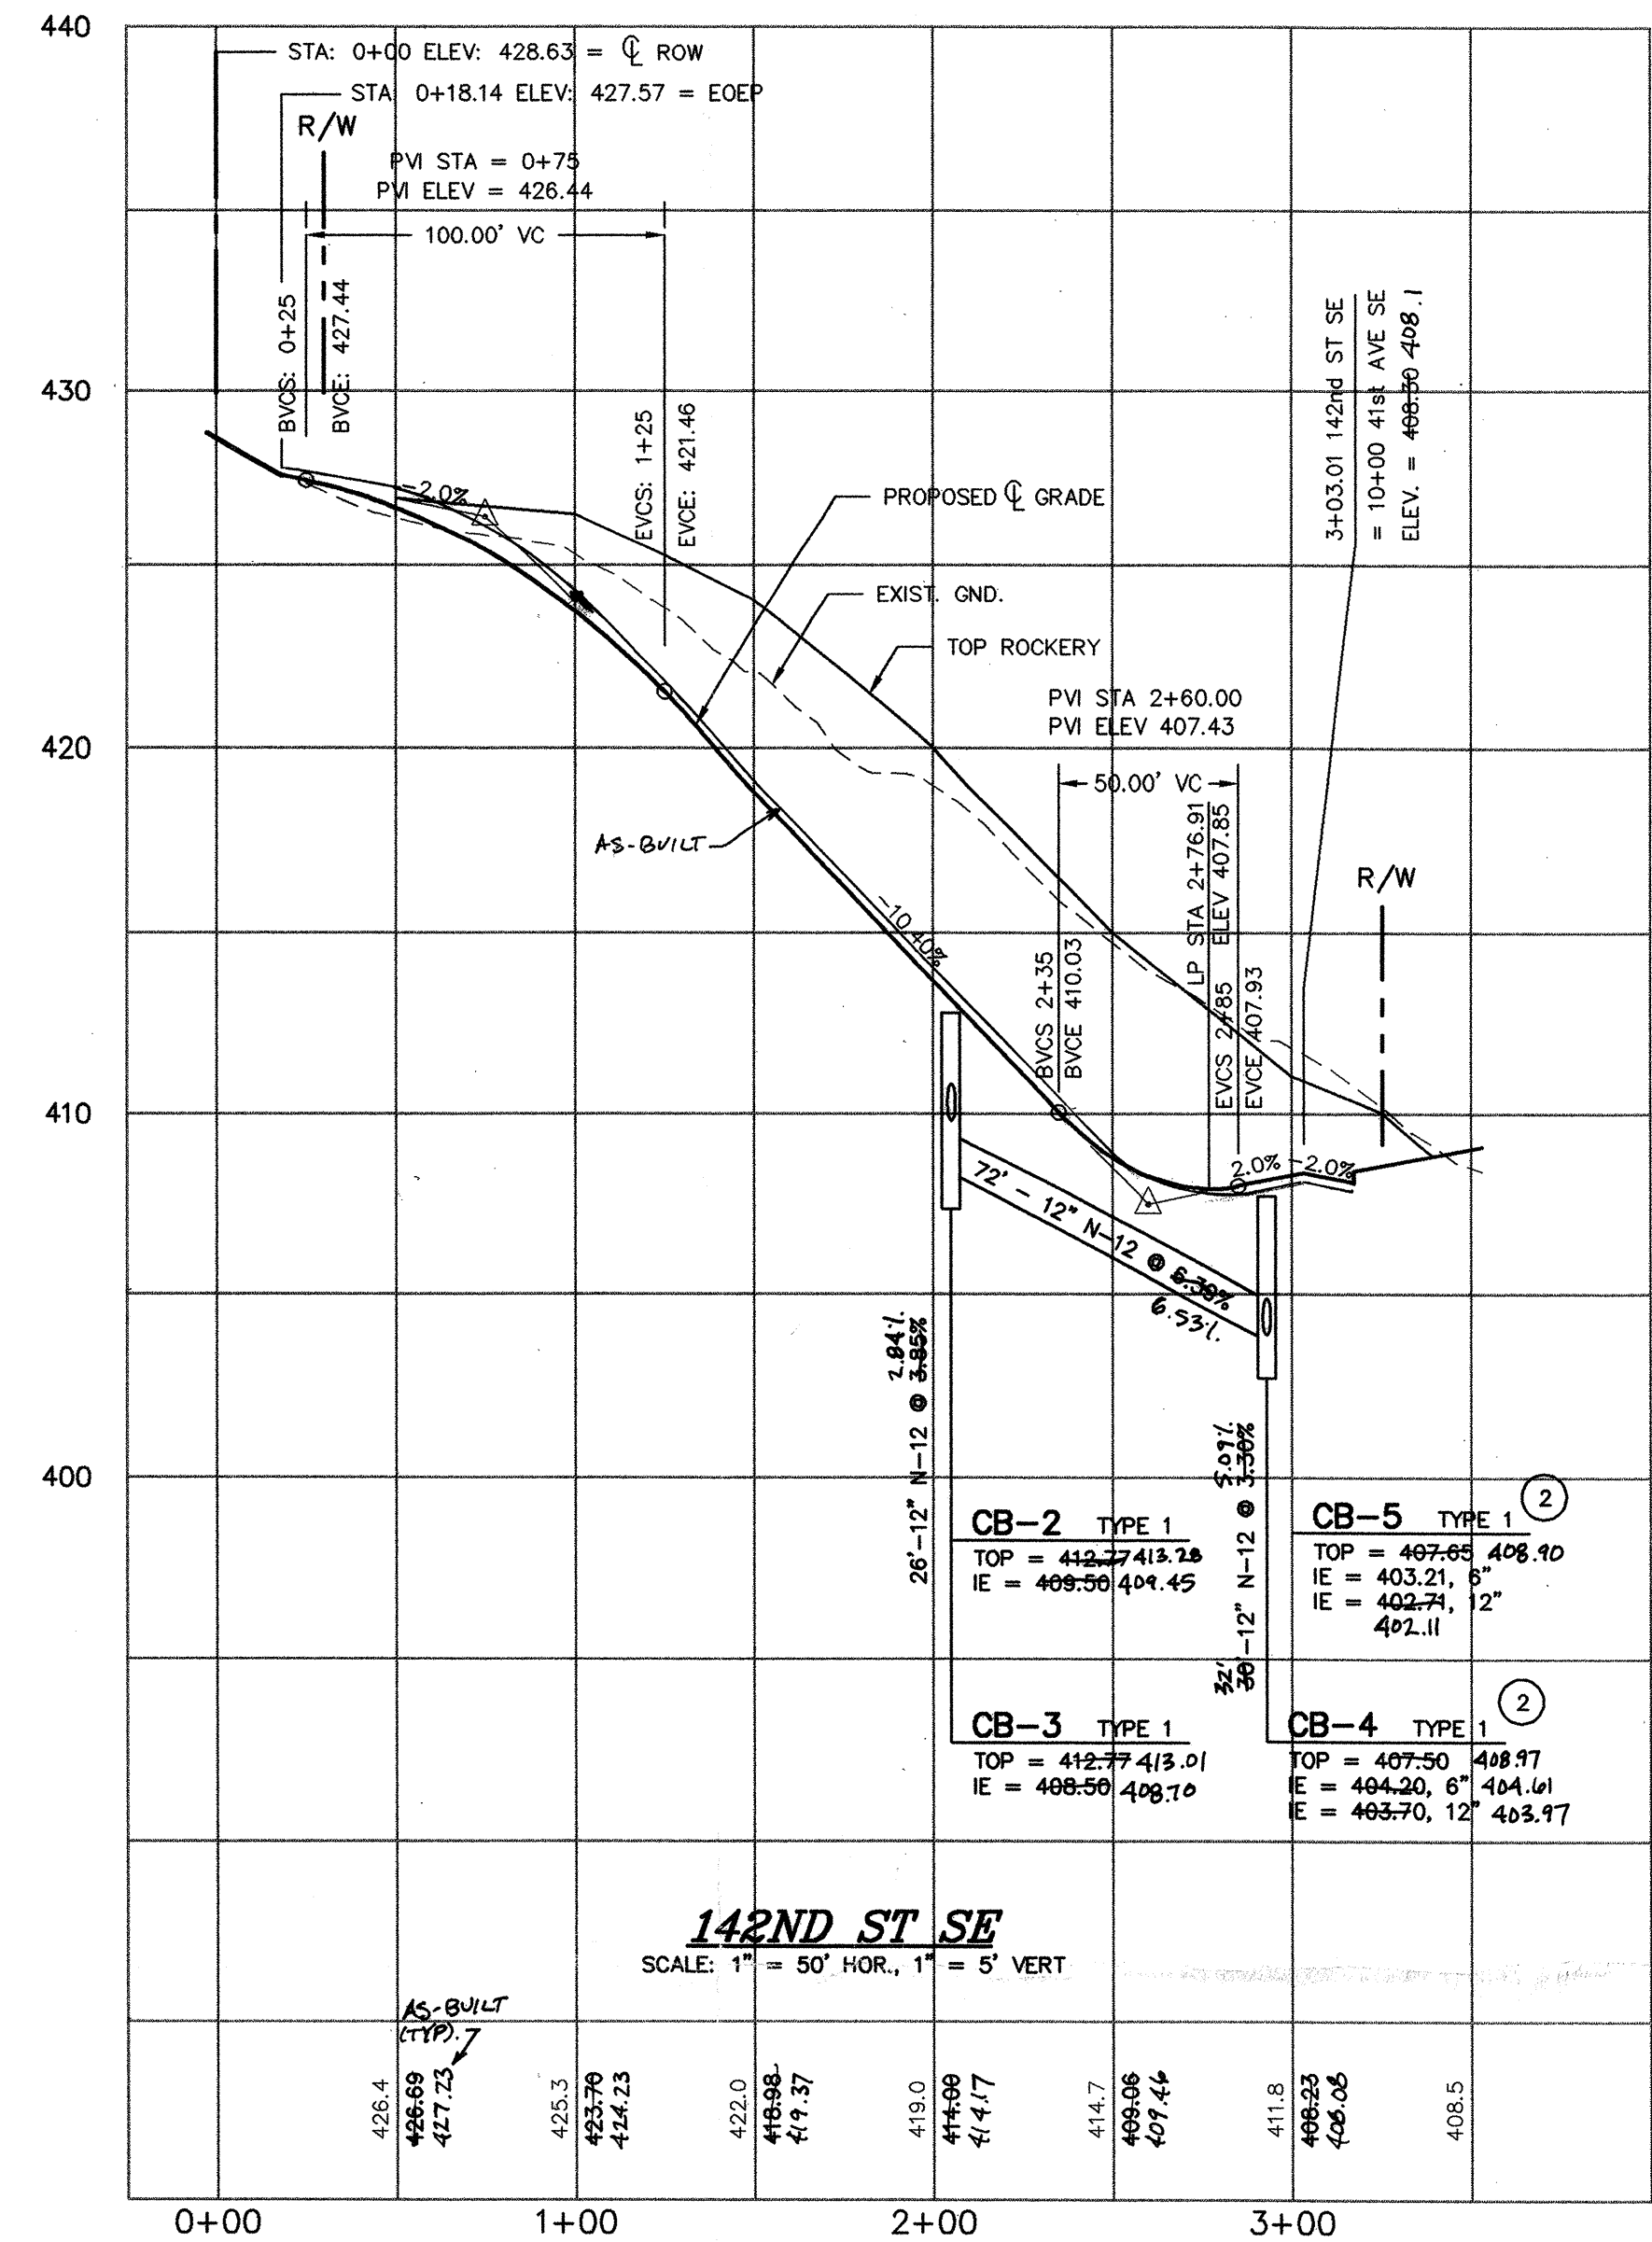 440
STA: 0+00 ELEV: 428.63 = ℄ ROW
STA: 0+18.14 ELEV: 427.57 = EOEP
R/W
PVI STA = 0+75
PVI ELEV = 426.44
100.00' VC
BVCS: 0+25
BVCE: 427.44
430
EVCS: 1+25
EVCE: 421.46
3+03.01 142nd ST SE
= 10+00 41st AVE SE
ELEV. = 408.30 408.1
-2.0%
PROPOSED ℄ GRADE
EXIST. GND.
TOP ROCKERY
PVI STA 2+60.00
PVI ELEV 407.43
420
50.00' VC
AS-BUILT
-10.40%
BVCS 2+35
BVCE 410.03
LP STA 2+76.91
ELEV 407.85
EVCS 2+85
EVCE 407.93
R/W
410
2.0%
-2.0%
72' - 12" N-12 @ 6.39%
6.53%
26'-12" N-12 @ 3.85%
2.84%
32'
30'-12" N-12 @ 3.30%
5.09%
400
CB-2 TYPE 1
TOP = 412.77 413.28
IE = 409.50 409.45
CB-5 TYPE 1
2
TOP = 407.65 408.90
IE = 403.21, 6"
IE = 402.71, 12"
402.11
CB-3 TYPE 1
TOP = 412.77 413.01
IE = 408.50 408.70
CB-4 TYPE 1
2
TOP = 407.50 408.97
IE = 404.20, 6" 404.61
IE = 403.70, 12" 403.97
142ND ST SE
SCALE: 1" = 50' HOR., 1" = 5' VERT
AS-BUILT
(TYP).
426.4
426.69
427.23
425.3
423.70
424.23
422.0
418.98
419.37
419.0
414.00
414.17
414.7
409.06
409.46
411.8
408.23
408.08
408.5
0+00
1+00
2+00
3+00